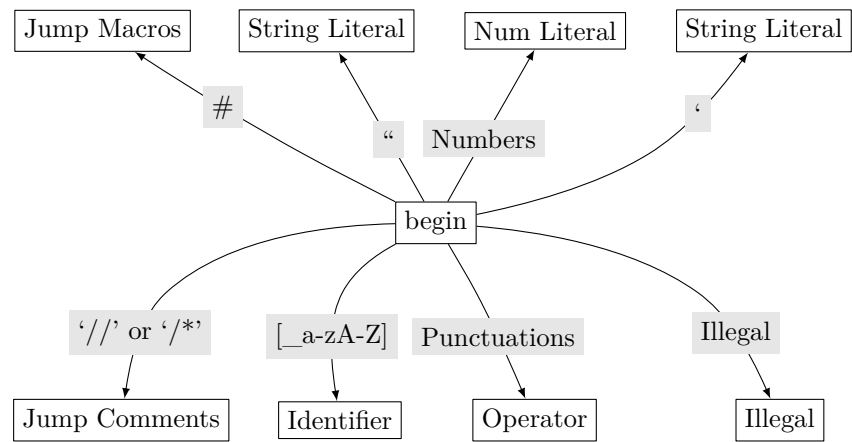 Jump Macros
String Literal
Num Literal
String Literal
#
“
Numbers
‘
begin
‘//’ or ‘/*’
[_a-zA-Z]
Punctuations
Illegal
Jump Comments
Identifier
Operator
Illegal